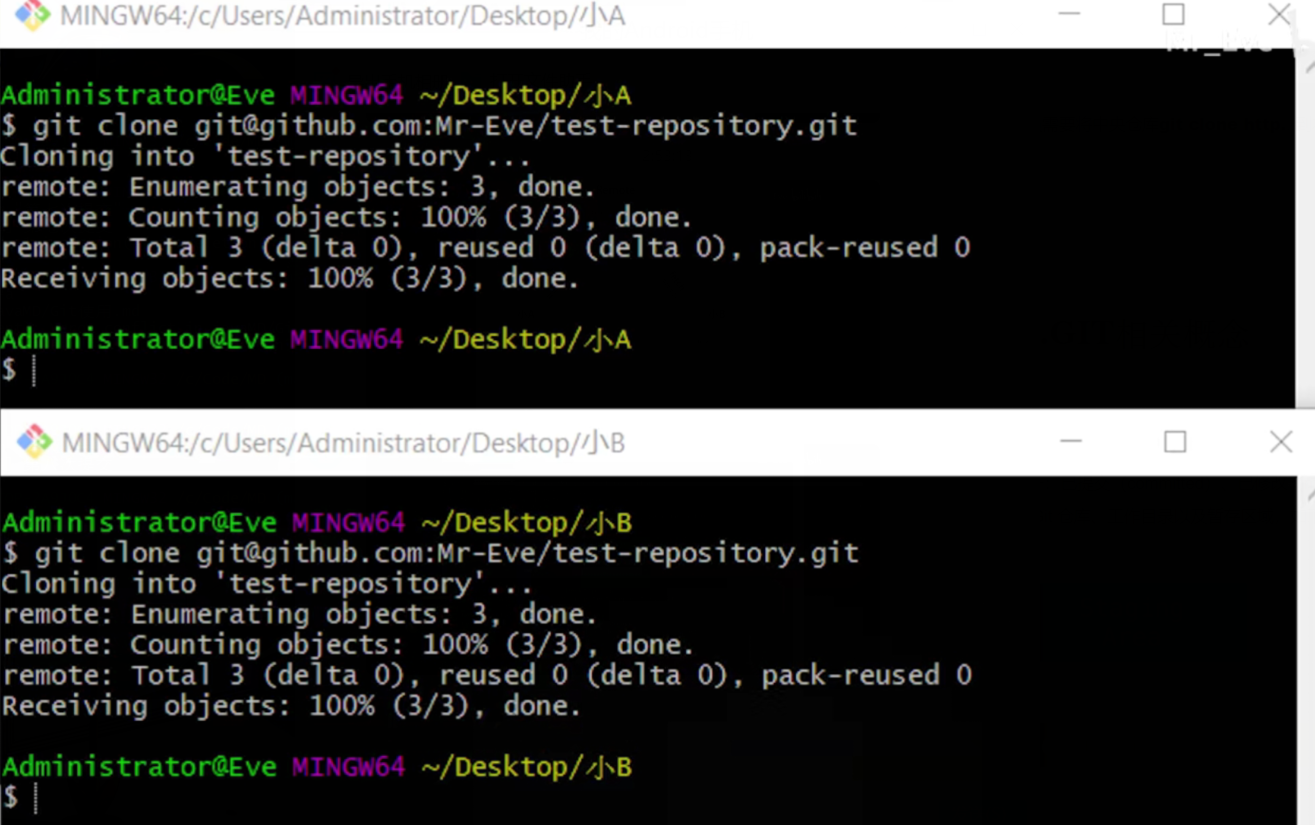 MINGW64:/c/Users/Administrator/Desktop//小A
Mr_Eve
Administrator@Eve MINGW64 ~/Desktop/小A
$ git clone git@github.com:Mr-Eve/test-repository.git
Cloning into 'test-repository'...
remote: Enumerating objects: 3, done.
remote: Counting objects: 100% (3/3), done.
remote: Total 3 (delta 0), reused 0 (delta 0), pack-reused 0
Receiving objects: 100% (3/3), done.
Administrator@Eve MINGW64 ~/Desktop/小A
$
MINGW64:/c/Users/Administrator/Desktop//小B
Administrator@Eve MINGW64 ~/Desktop/小B
$ git clone git@github.com:Mr-Eve/test-repository.git
Cloning into 'test-repository'...
remote: Enumerating objects: 3, done.
remote: Counting objects: 100% (3/3), done.
remote: Total 3 (delta 0), reused 0 (delta 0), pack-reused 0
Receiving objects: 100% (3/3), done.
Administrator@Eve MINGW64 ~/Desktop/小B
$